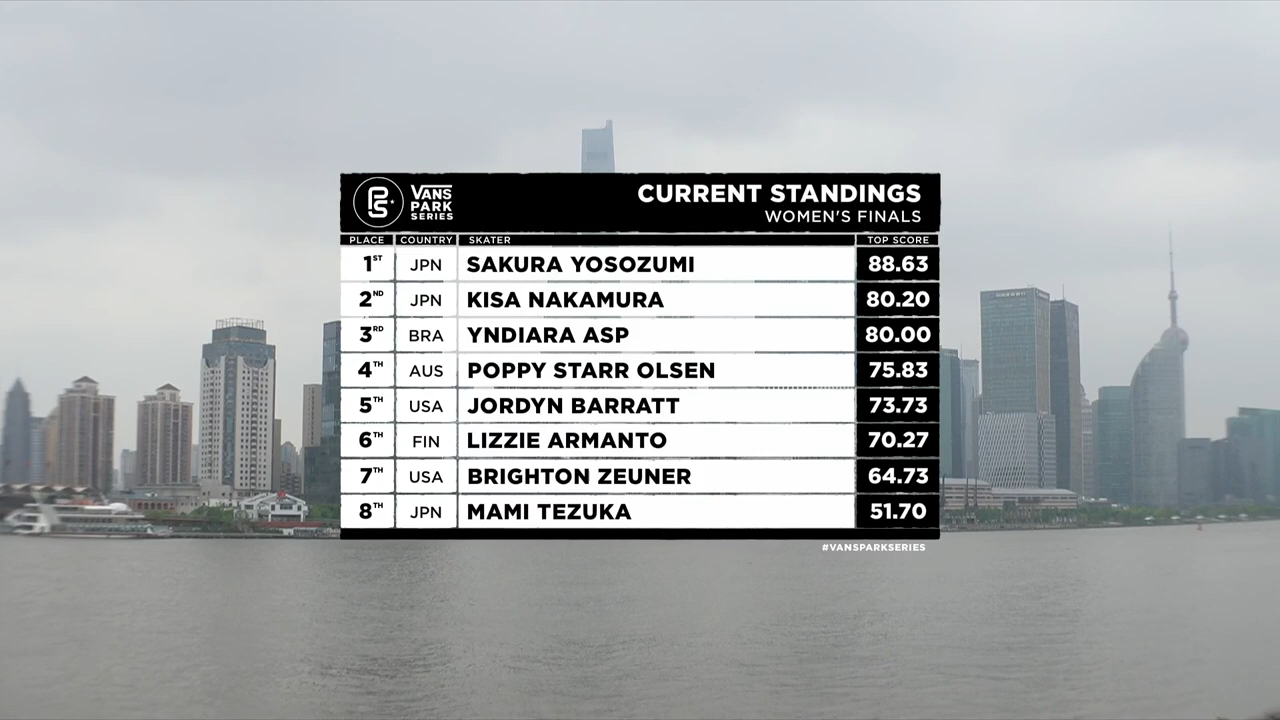 VANS
PARK
SERIES
CURRENT STANDINGS
WOMEN'S FINALS
PLACE COUNTRY SKATER TOP SCORE
1ST JPN SAKURA YOSOZUMI 88.63
2ND JPN KISA NAKAMURA 80.20
3RD BRA YNDIARA ASP 80.00
4TH AUS POPPY STARR OLSEN 75.83
5TH USA JORDYN BARRATT 73.73
6TH FIN LIZZIE ARMANTO 70.27
7TH USA BRIGHTON ZEUNER 64.73
8TH JPN MAMI TEZUKA 51.70
#VANSPARKSERIES